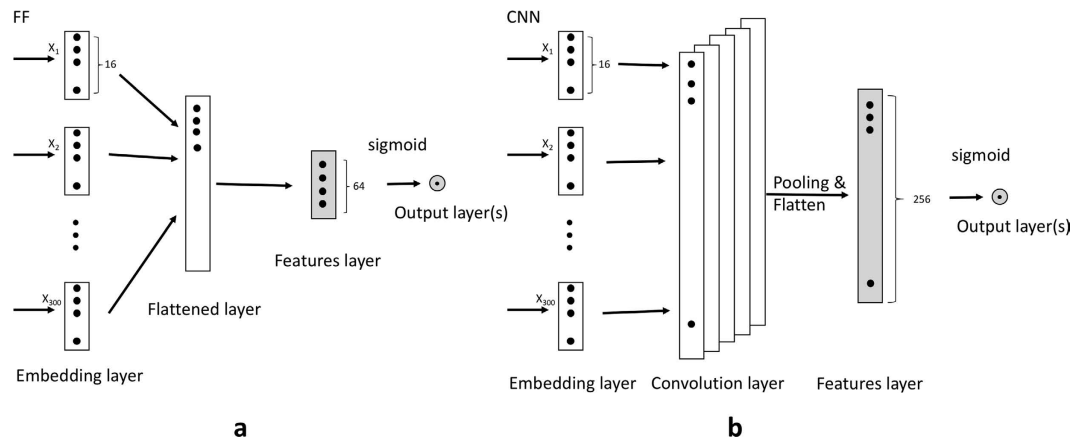 FF
X₁
16
X₂
X₃₀₀
Embedding layer
Flattened layer
64
Features layer
sigmoid
Output layer(s)
a
CNN
X₁
16
X₂
X₃₀₀
Embedding layer
Convolution layer
Pooling &
Flatten
256
Features layer
sigmoid
Output layer(s)
b